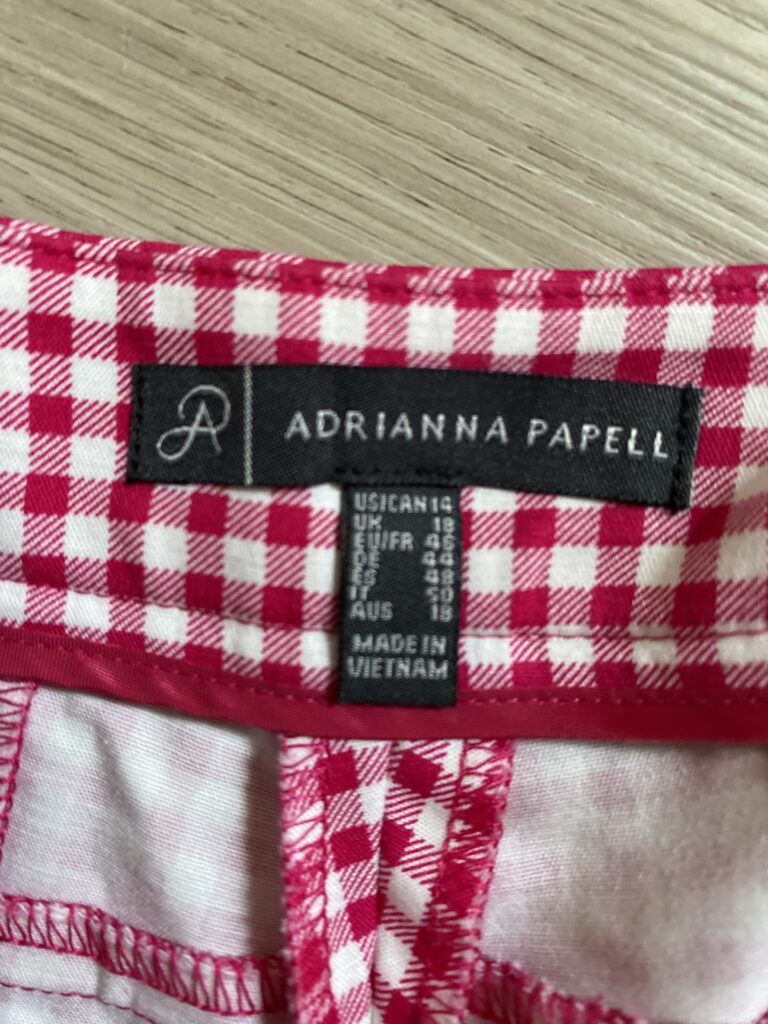 ADRIANNA PAPELL
US/CAN 14
UK 18
EU/FR 46
DE 44
ES 48
IT 50
AUS 18
MADE IN
VIETNAM